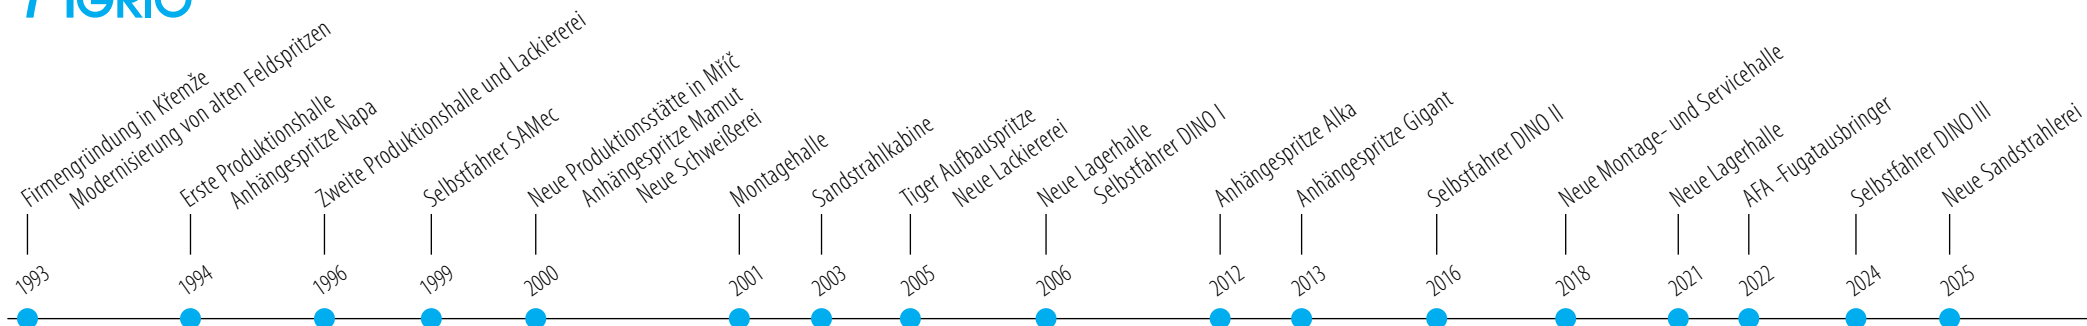 Firmengründung in Křemže
Modernisierung von alten Feldspritzen
1993
Erste Produktionshalle
Anhängespritze Napa
1994
Zweite Produktionshalle und Lackiererei
1996
Selbstfahrer SAMec
1999
Neue Produktionsstätte in Mříč
Anhängespritze Mamut
Neue Schweißerei
2000
Montagehalle
2001
Sandstrahlkabine
2003
Tiger Aufbauspritze
Neue Lackiererei
2005
Neue Lagerhalle
Selbstfahrer DINO I
2006
Anhängespritze Alka
2012
Anhängespritze Gigant
2013
Selbstfahrer DINO II
2016
Neue Montage- und Servicehalle
2018
Neue Lagerhalle
2021
AFA -Fugatausbringer
2022
Selbstfahrer DINO III
2024
Neue Sandstrahlerei
2025